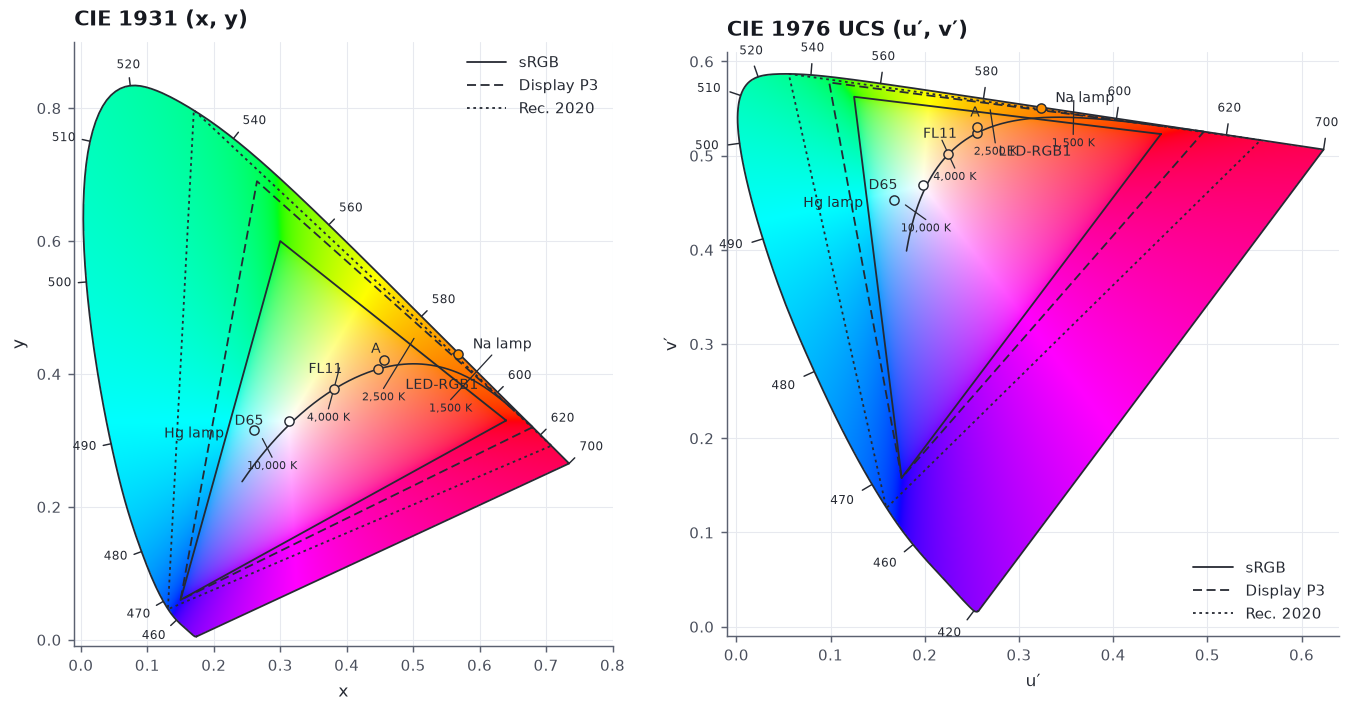 CIE 1931 (x, y)
sRGB
Display P3
Rec. 2020
520
540
510
560
500
580
Na lamp
A
FL11
600
LED-RGB1
2,500 K
1,500 K
4,000 K
D65
Hg lamp
620
490
700
10,000 K
480
470
460
0.8
0.6
0.4
0.2
0.0
y
0.0 0.1 0.2 0.3 0.4 0.5 0.6 0.7 0.8
x
CIE 1976 UCS (u′, v′)
520
540
560
580
510
Na lamp
600
620
700
A
FL11
500
2,500 K
LED-RGB1
1,500 K
4,000 K
D65
Hg lamp
10,000 K
490
480
470
460
420
0.6
0.5
0.4
0.3
0.2
0.1
0.0
v′
sRGB
Display P3
Rec. 2020
0.0 0.1 0.2 0.3 0.4 0.5 0.6
u′